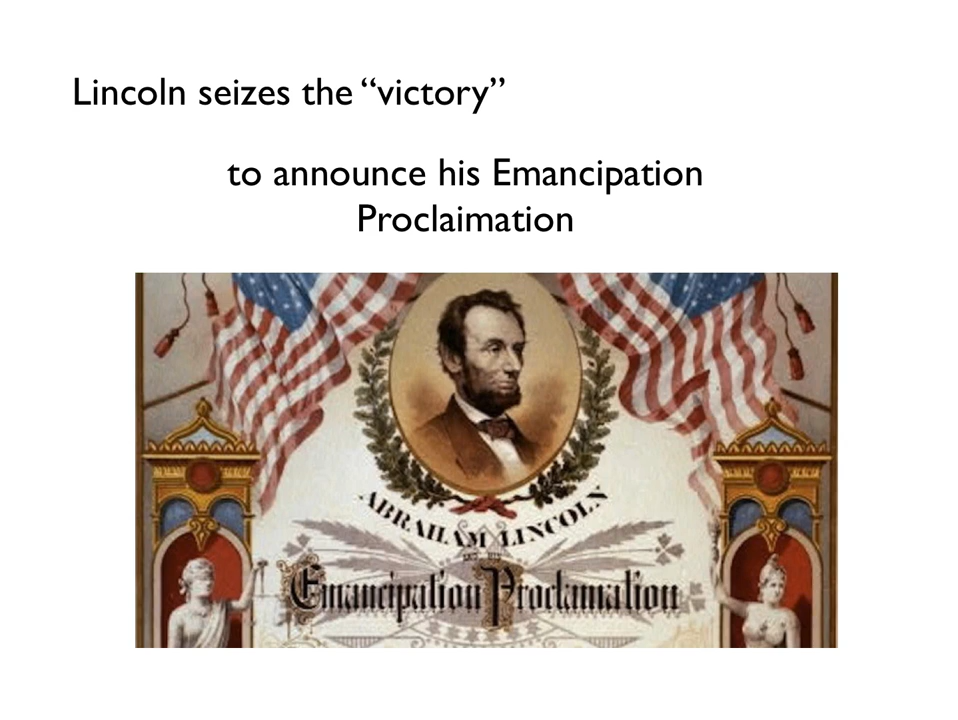 Lincoln seizes the “victory”
to announce his Emancipation
Proclaimation
ABRAHAM LINCOLN
Emancipation Proclamation